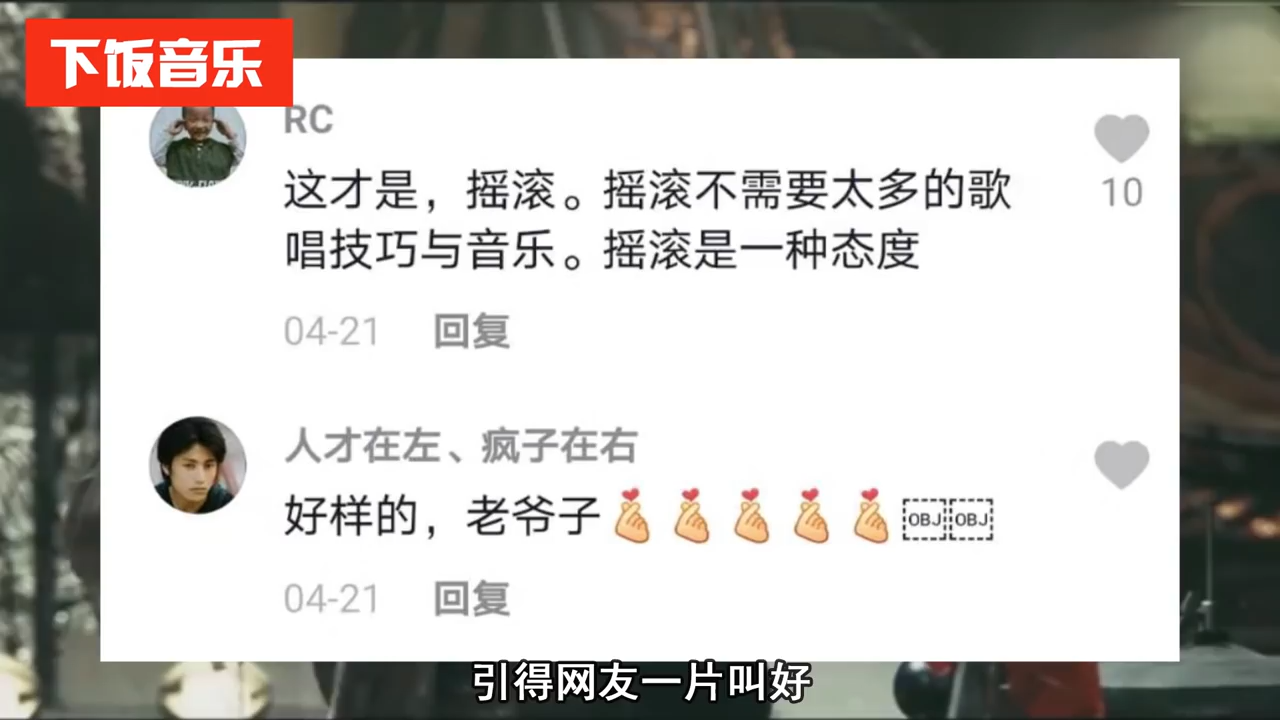 下饭音乐
RC
这才是，摇滚。摇滚不需要太多的歌
唱技巧与音乐。摇滚是一种态度
10
04-21 回复
人才在左、疯子在右
好样的，老爷子🫰🫰🫰🫰🫰OBJ OBJ
04-21 回复
引得网友一片叫好